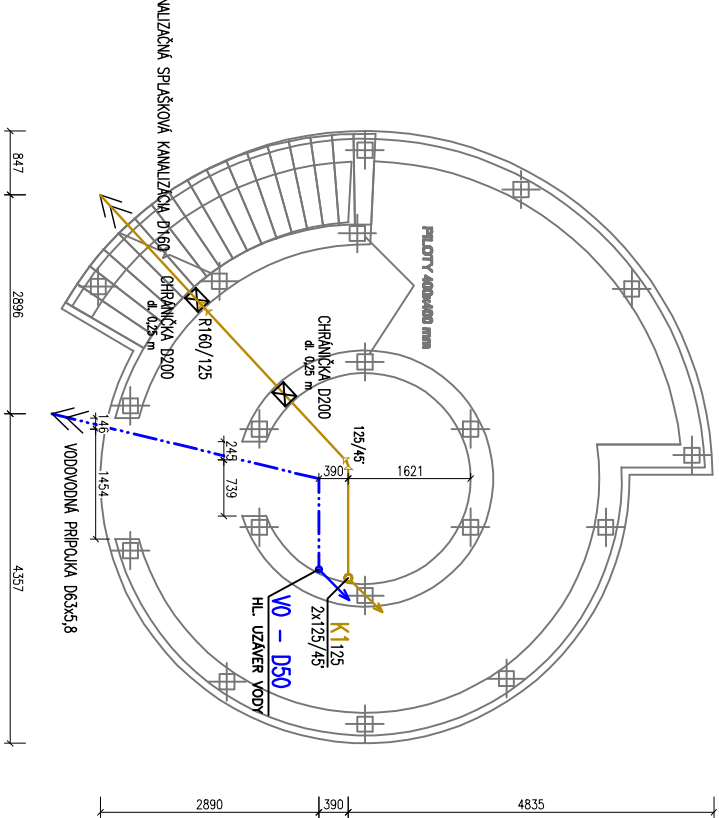 NALIZAČNÁ SPLAŠKOVÁ KANALIZÁCIA D160
CHRÁNIČKA D200
dl. 0,25 m
R160/125
CHRÁNIČKA D200
dl. 0,25 m
PILOTY 400x400 mm
125/45°
390
1621
245
739
146
1454
VODOVODNÁ PRÍPOJKA D63x5,8
K1
125
2x125/45°
V0 - D50
HL. UZÁVER VODY
847
2896
4357
2890
390
4835